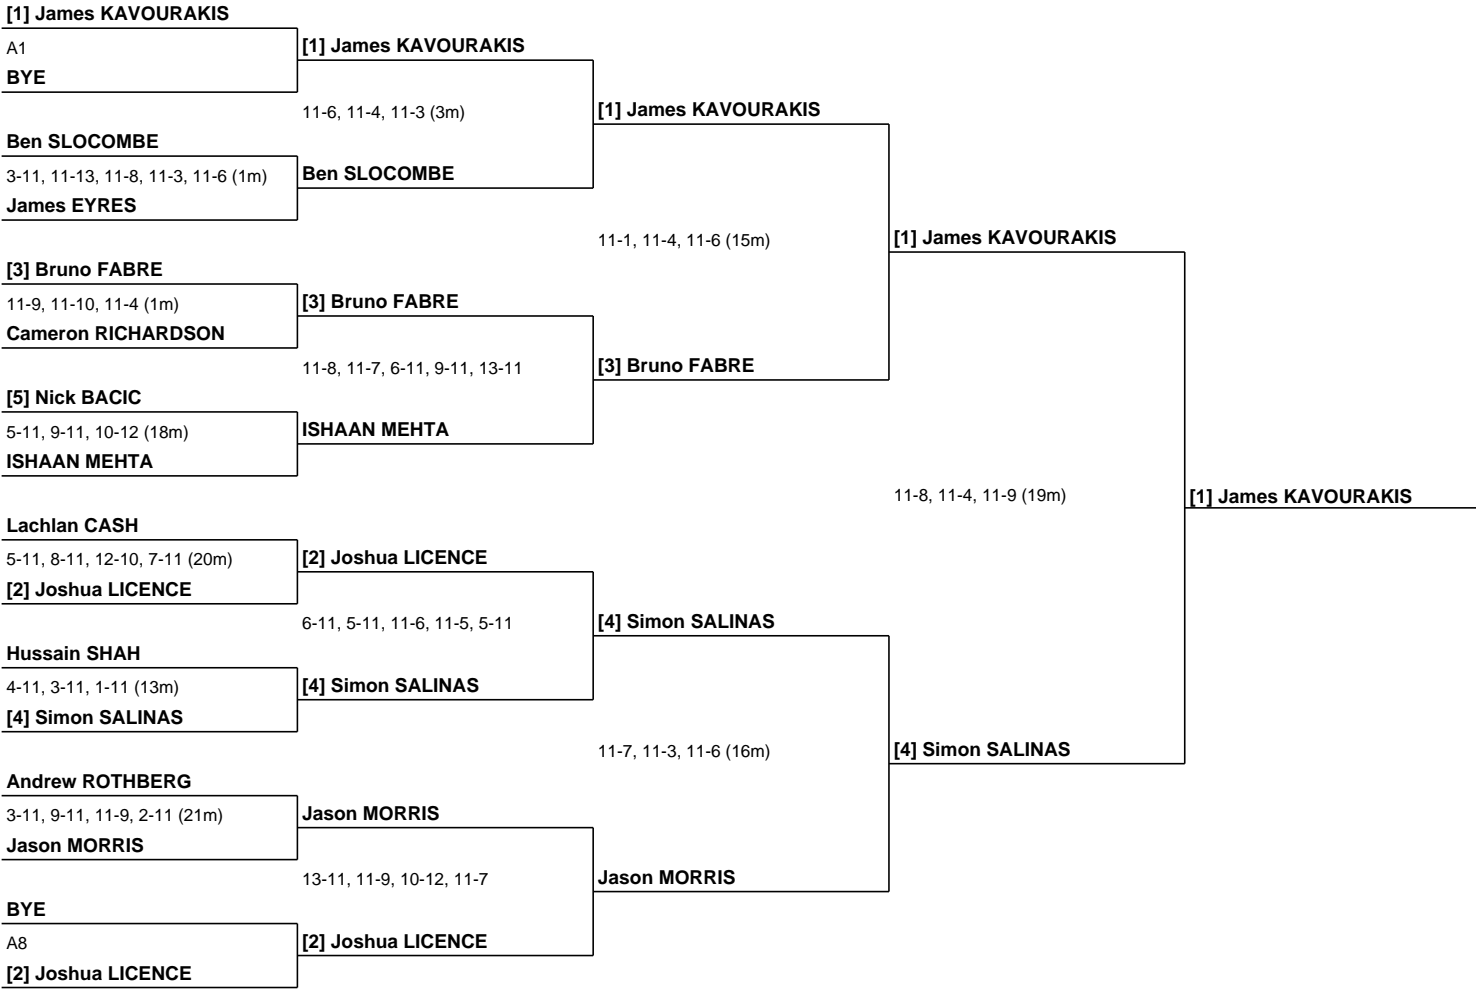 [1] James KAVOURAKIS
A1
[1] James KAVOURAKIS
BYE
11-6, 11-4, 11-3 (3m)
[1] James KAVOURAKIS
Ben SLOCOMBE
3-11, 11-13, 11-8, 11-3, 11-6 (1m)
Ben SLOCOMBE
James EYRES
11-1, 11-4, 11-6 (15m)
[1] James KAVOURAKIS
[3] Bruno FABRE
11-9, 11-10, 11-4 (1m)
[3] Bruno FABRE
Cameron RICHARDSON
11-8, 11-7, 6-11, 9-11, 13-11
[3] Bruno FABRE
[5] Nick BACIC
5-11, 9-11, 10-12 (18m)
ISHAAN MEHTA
ISHAAN MEHTA
11-8, 11-4, 11-9 (19m)
[1] James KAVOURAKIS
Lachlan CASH
5-11, 8-11, 12-10, 7-11 (20m)
[2] Joshua LICENCE
[2] Joshua LICENCE
6-11, 5-11, 11-6, 11-5, 5-11
[4] Simon SALINAS
Hussain SHAH
4-11, 3-11, 1-11 (13m)
[4] Simon SALINAS
[4] Simon SALINAS
11-7, 11-3, 11-6 (16m)
[4] Simon SALINAS
Andrew ROTHBERG
3-11, 9-11, 11-9, 2-11 (21m)
Jason MORRIS
Jason MORRIS
13-11, 11-9, 10-12, 11-7
Jason MORRIS
BYE
A8
[2] Joshua LICENCE
[2] Joshua LICENCE